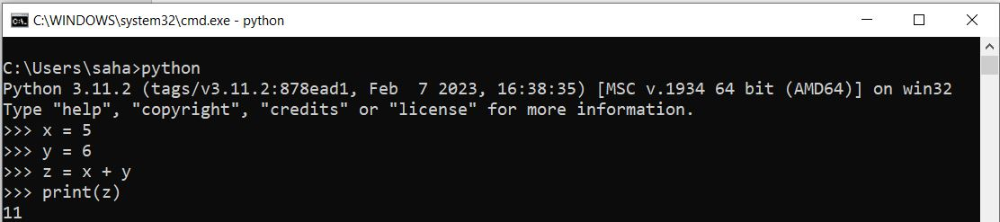 C:\WINDOWS\system32\cmd.exe - python
C:\Users\saha>python
Python 3.11.2 (tags/v3.11.2:878ead1, Feb  7 2023, 16:38:35) [MSC v.1934 64 bit (AMD64)] on win32
Type "help", "copyright", "credits" or "license" for more information.
>>> x = 5
>>> y = 6
>>> z = x + y
>>> print(z)
11